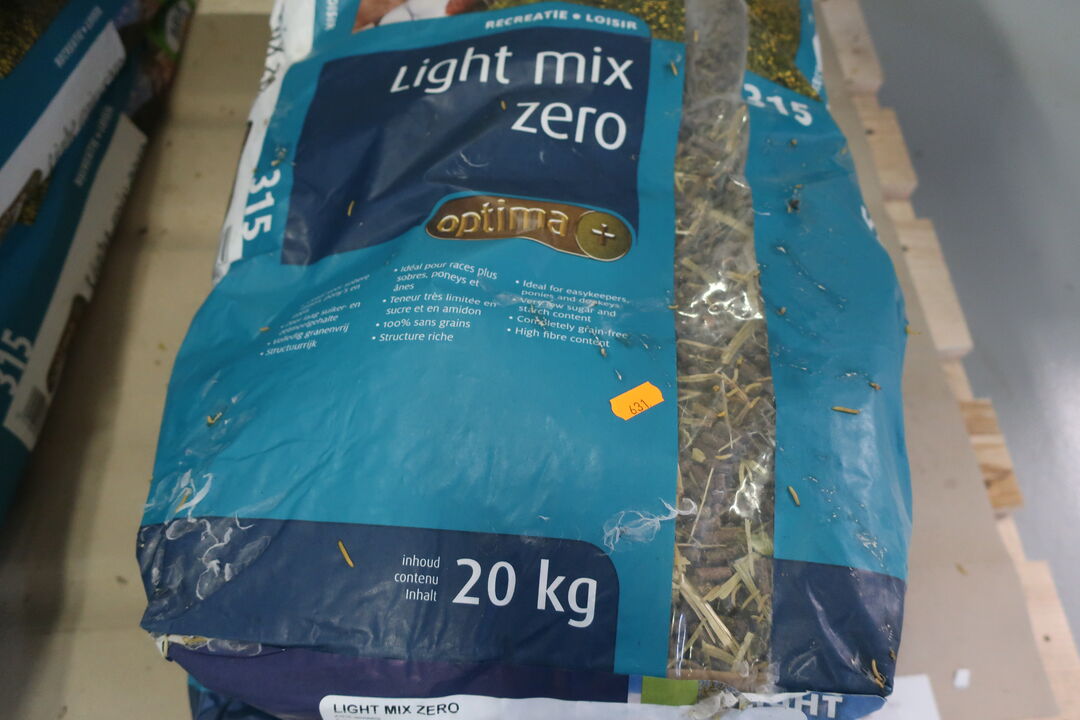 RECREATIE • LOISIR
Light mix
zero
215
315
optima +
• Idéal pour races plus
sobres, poneys et
ânes
• Teneur très limitée en
sucre et en amidon
• 100% sans grains
• Structure riche
• Ideal for easykeepers,
ponies and donkeys
• Very low sugar and
starch content
• Completely grain-free
• High fibre content
• Volledig granenvrij
• Structuurrijk
631
inhoud
contenu
Inhalt
20 kg
LIGHT MIX ZERO
315